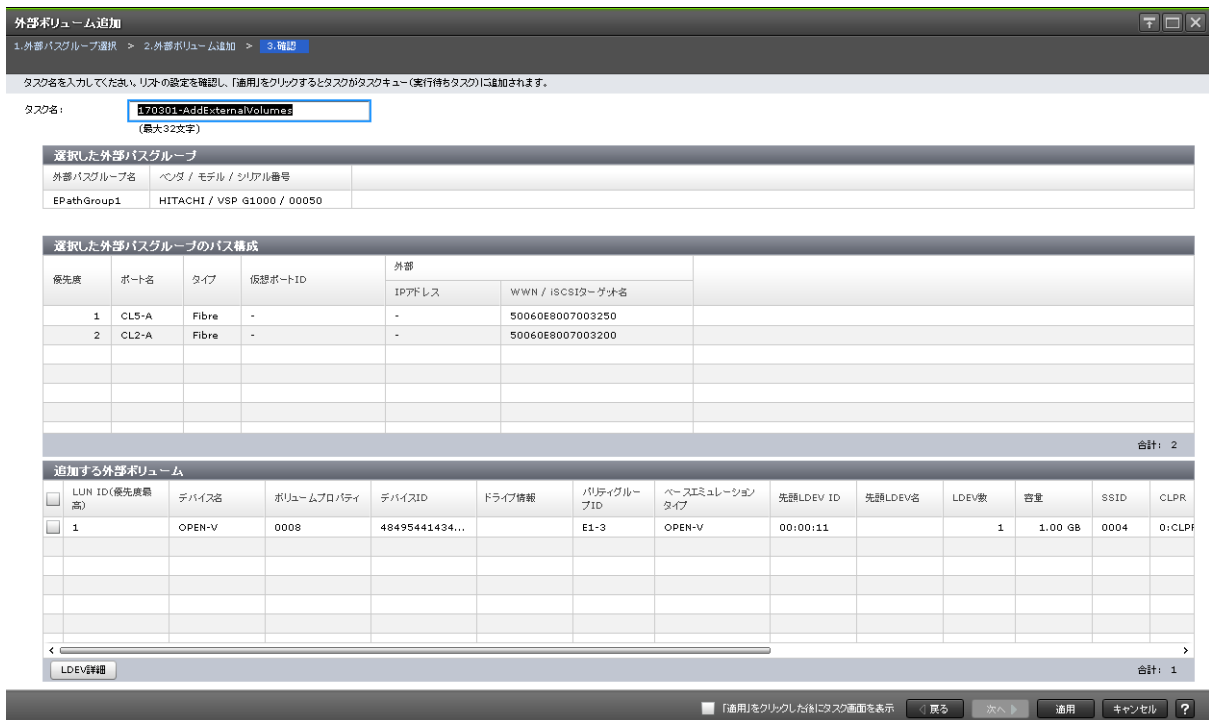 外部ボリューム追加
1.外部パスグループ選択 > 2.外部ボリューム追加 > 3.確認
タスク名を入力してください。リストの設定を確認し、「適用」をクリックするとタスクがタスクキュー(実行待ちタスク)に追加されます。
タスク名: 170301-AddExternalVolumes
(最大32文字)
選択した外部パスグループ
外部パスグループ名 ベンダ / モデル / シリアル番号
EPathGroup1 HITACHI / VSP G1000 / 00050
選択した外部パスグループのパス構成
優先度 ポート名 タイプ 仮想ポートID 外部
IPアドレス WWN / iSCSIターゲット名
1 CL5-A Fibre - - 50060E8007003250
2 CL2-A Fibre - - 50060E8007003200
合計: 2
追加する外部ボリューム
LUN ID(優先度最高) デバイス名 ボリュームプロパティ デバイスID ドライブ情報 パリティグループID ベースエミュレーションタイプ 先頭LDEV ID 先頭LDEV名 LDEV数 容量 SSID CLPR
1 OPEN-V 0008 48495441434... E1-3 OPEN-V 00:00:11 1 1.00 GB 0004 0:CLPR
LDEV詳細 合計: 1
「適用」をクリックした後にタスク画面を表示 戻る 次へ 適用 キャンセル ?